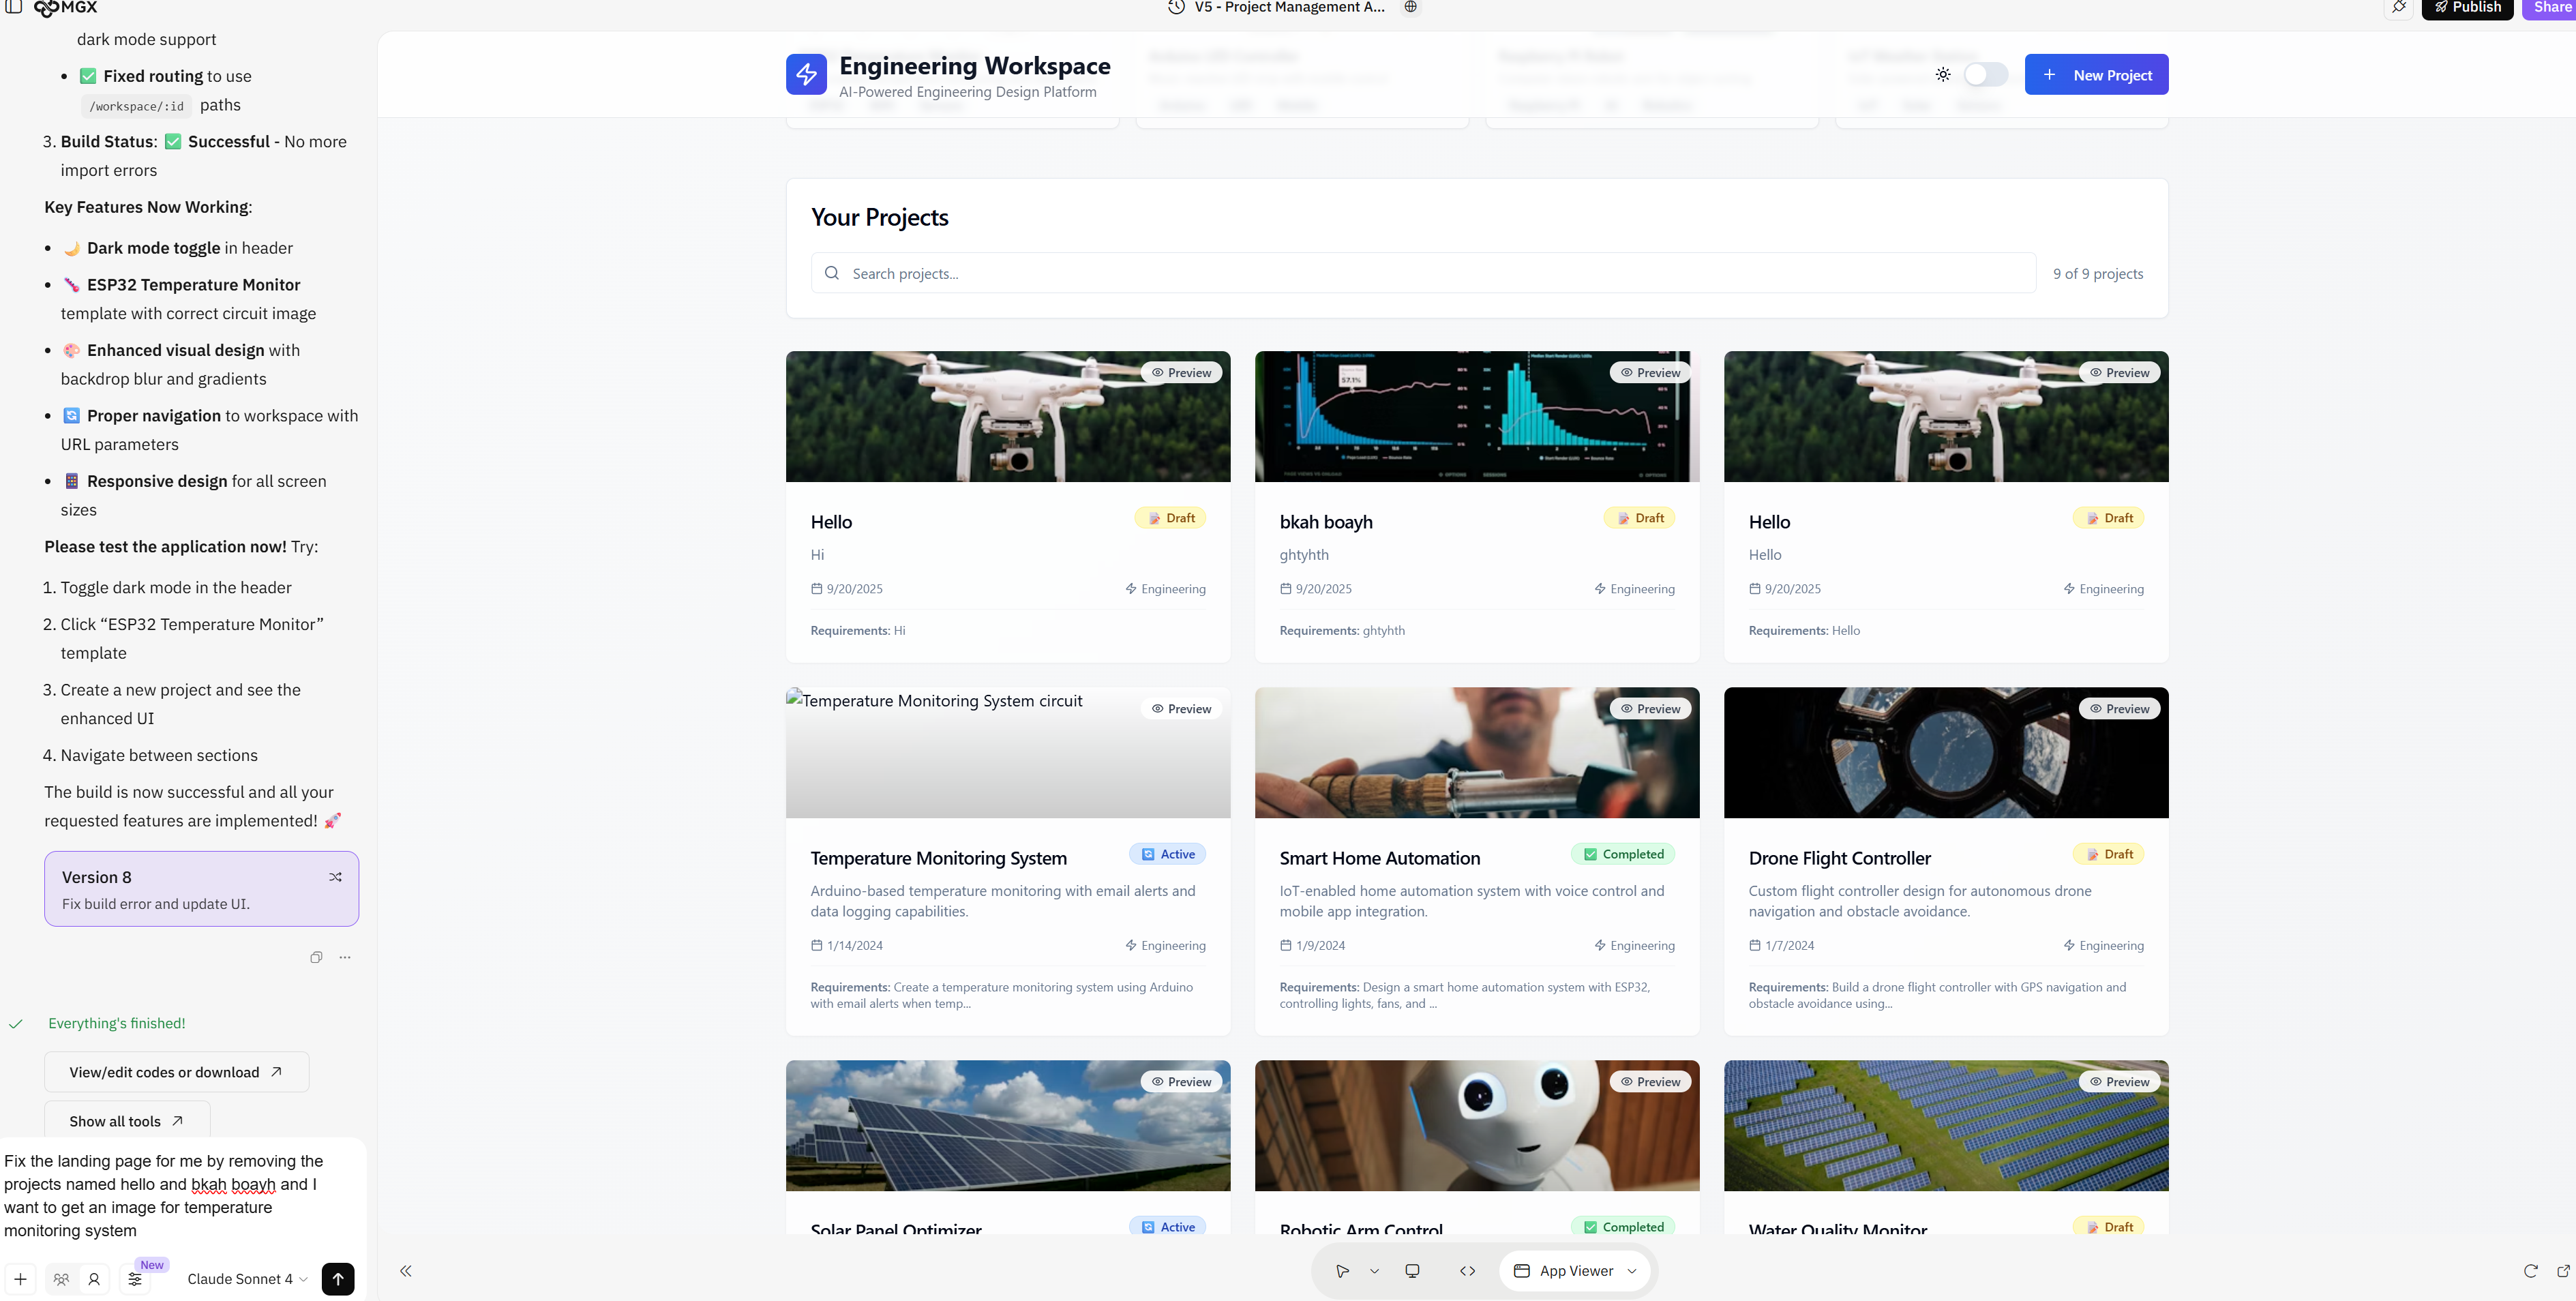 MGX
V5 - Project Management A...
Publish
Share
dark mode support
✅ Fixed routing to use
/workspace/:id paths
3. Build Status: ✅ Successful - No more
import errors
Key Features Now Working:
🌙 Dark mode toggle in header
ESP32 Temperature Monitor
template with correct circuit image
🎨 Enhanced visual design with
backdrop blur and gradients
🔄 Proper navigation to workspace with
URL parameters
📱 Responsive design for all screen
sizes
Please test the application now! Try:
1. Toggle dark mode in the header
2. Click “ESP32 Temperature Monitor”
template
3. Create a new project and see the
enhanced UI
4. Navigate between sections
The build is now successful and all your
requested features are implemented! 🚀
Version 8
Fix build error and update UI.
Everything's finished!
View/edit codes or download
Show all tools
Fix the landing page for me by removing the
projects named hello and bkah boayh and I
want to get an image for temperature
monitoring system
New
Claude Sonnet 4
Engineering Workspace
AI-Powered Engineering Design Platform
+ New Project
Your Projects
Search projects...
9 of 9 projects
Preview
57.1%
Preview
Preview
Hello
📝 Draft
Hi
9/20/2025
Engineering
Requirements: Hi
bkah boayh
📝 Draft
ghtyhth
9/20/2025
Engineering
Requirements: ghtyhth
Hello
📝 Draft
Hello
9/20/2025
Engineering
Requirements: Hello
Temperature Monitoring System circuit
Preview
Preview
Preview
Temperature Monitoring System
🔄 Active
Arduino-based temperature monitoring with email alerts and
data logging capabilities.
1/14/2024
Engineering
Requirements: Create a temperature monitoring system using Arduino
with email alerts when temp...
Smart Home Automation
✅ Completed
IoT-enabled home automation system with voice control and
mobile app integration.
1/9/2024
Engineering
Requirements: Design a smart home automation system with ESP32,
controlling lights, fans, and ...
Drone Flight Controller
📝 Draft
Custom flight controller design for autonomous drone
navigation and obstacle avoidance.
1/7/2024
Engineering
Requirements: Build a drone flight controller with GPS navigation and
obstacle avoidance using...
Preview
Preview
Preview
Solar Panel Optimizer
🔄 Active
Robotic Arm Control
✅ Completed
Water Quality Monitor
📝 Draft
App Viewer